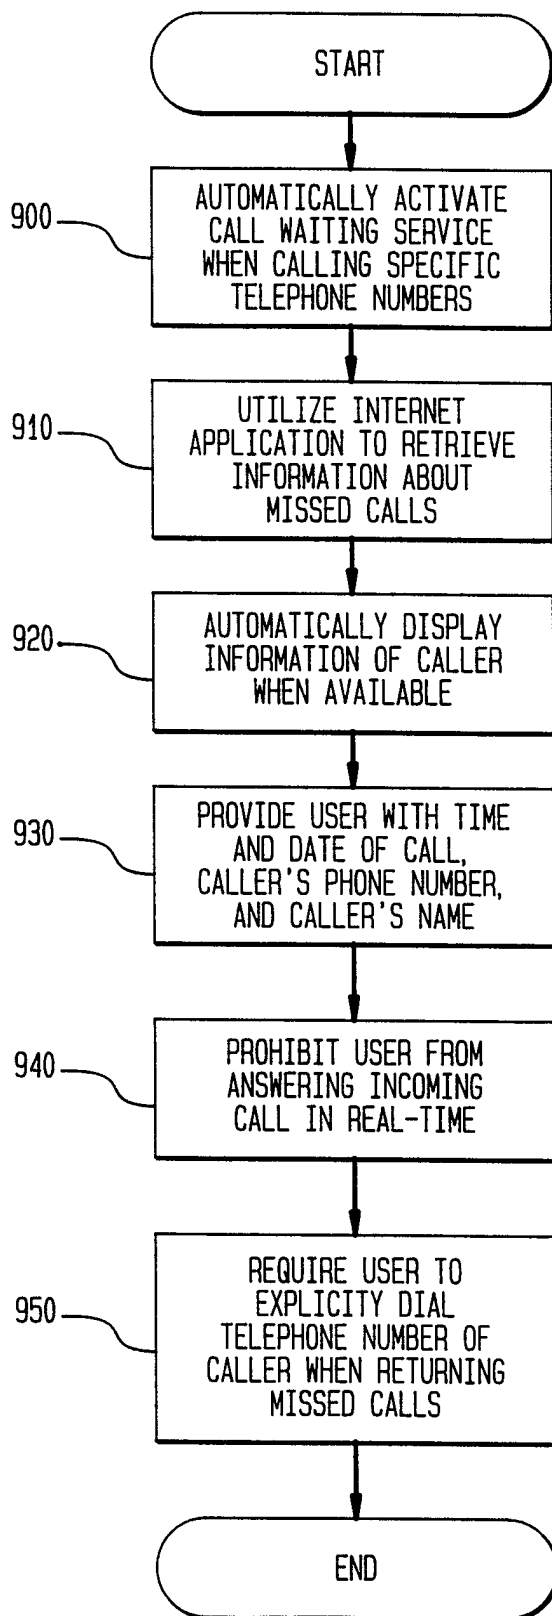 START
900
AUTOMATICALLY ACTIVATE
CALL WAITING SERVICE
WHEN CALLING SPECIFIC
TELEPHONE NUMBERS
910
UTILIZE INTERNET
APPLICATION TO RETRIEVE
INFORMATION ABOUT
MISSED CALLS
920
AUTOMATICALLY DISPLAY
INFORMATION OF CALLER
WHEN AVAILABLE
930
PROVIDE USER WITH TIME
AND DATE OF CALL,
CALLER'S PHONE NUMBER,
AND CALLER'S NAME
940
PROHIBIT USER FROM
ANSWERING INCOMING
CALL IN REAL-TIME
950
REQUIRE USER TO
EXPLICITY DIAL
TELEPHONE NUMBER OF
CALLER WHEN RETURNING
MISSED CALLS
END